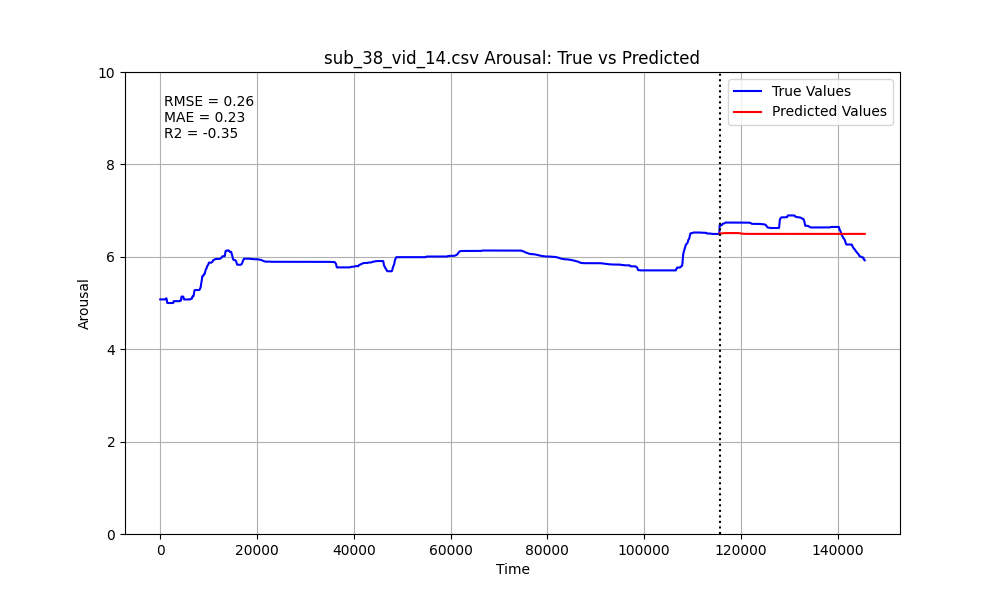 sub_38_vid_14.csv Arousal: True vs Predicted
RMSE = 0.26
MAE = 0.23
R2 = -0.35
True Values
Predicted Values
Arousal
10
8
6
4
2
0
0 20000 40000 60000 80000 100000 120000 140000
Time